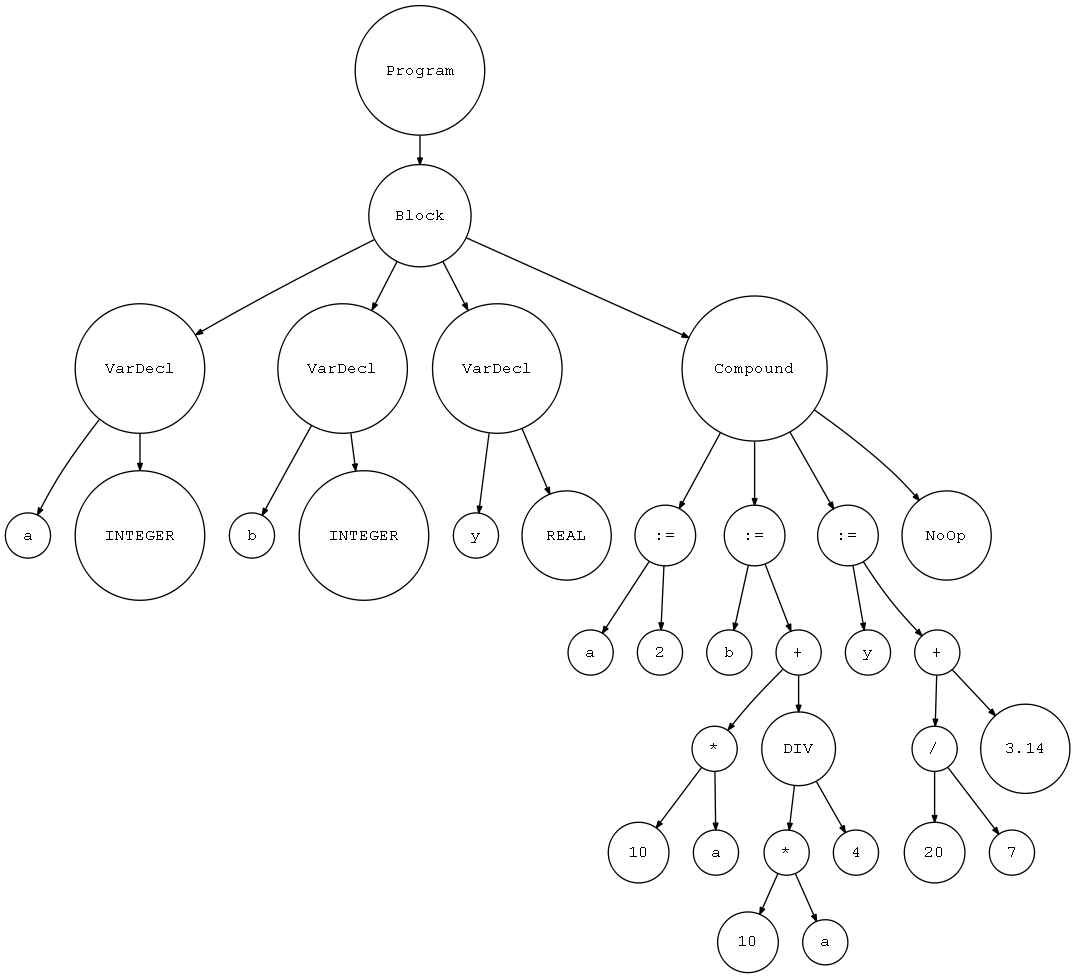 Program
Block
VarDecl VarDecl VarDecl Compound
a INTEGER b INTEGER y REAL := := := NoOp
a 2 b + y +
* DIV / 3.14
10 a * 4 20 7
10 a